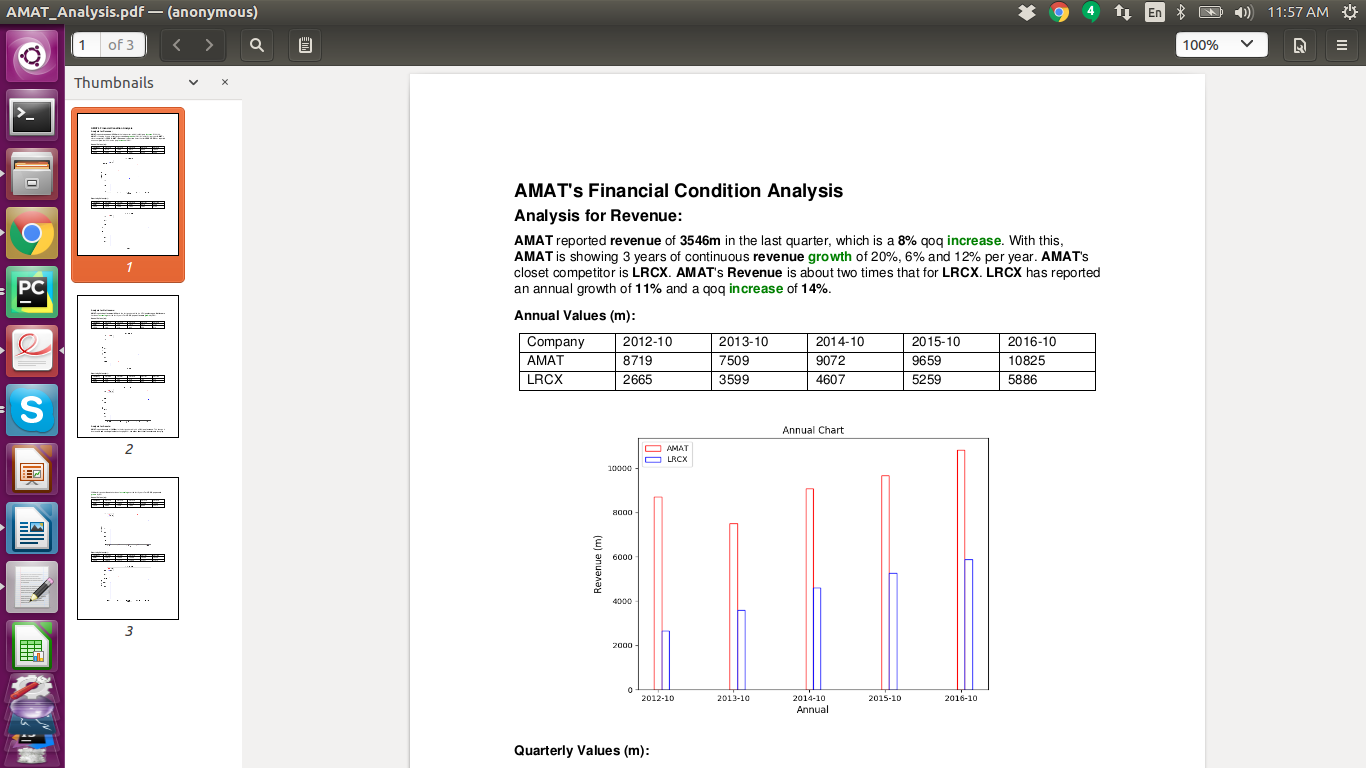 AMAT_Analysis.pdf — (anonymous)
4
En
11:57 AM
1 of 3
100%
Thumbnails ×
1
2
3
PC
S
AMAT's Financial Condition Analysis
Analysis for Revenue:
AMAT reported revenue of 3546m in the last quarter, which is a 8% qoq increase. With this,
AMAT is showing 3 years of continuous revenue growth of 20%, 6% and 12% per year. AMAT's
closet competitor is LRCX. AMAT's Revenue is about two times that for LRCX. LRCX has reported
an annual growth of 11% and a qoq increase of 14%.
Annual Values (m):
Company 2012-10 2013-10 2014-10 2015-10 2016-10
AMAT 8719 7509 9072 9659 10825
LRCX 2665 3599 4607 5259 5886
Annual Chart
AMAT
LRCX
Revenue (m)
10000
8000
6000
4000
2000
0
2012-10 2013-10 2014-10 2015-10 2016-10
Annual
Quarterly Values (m):